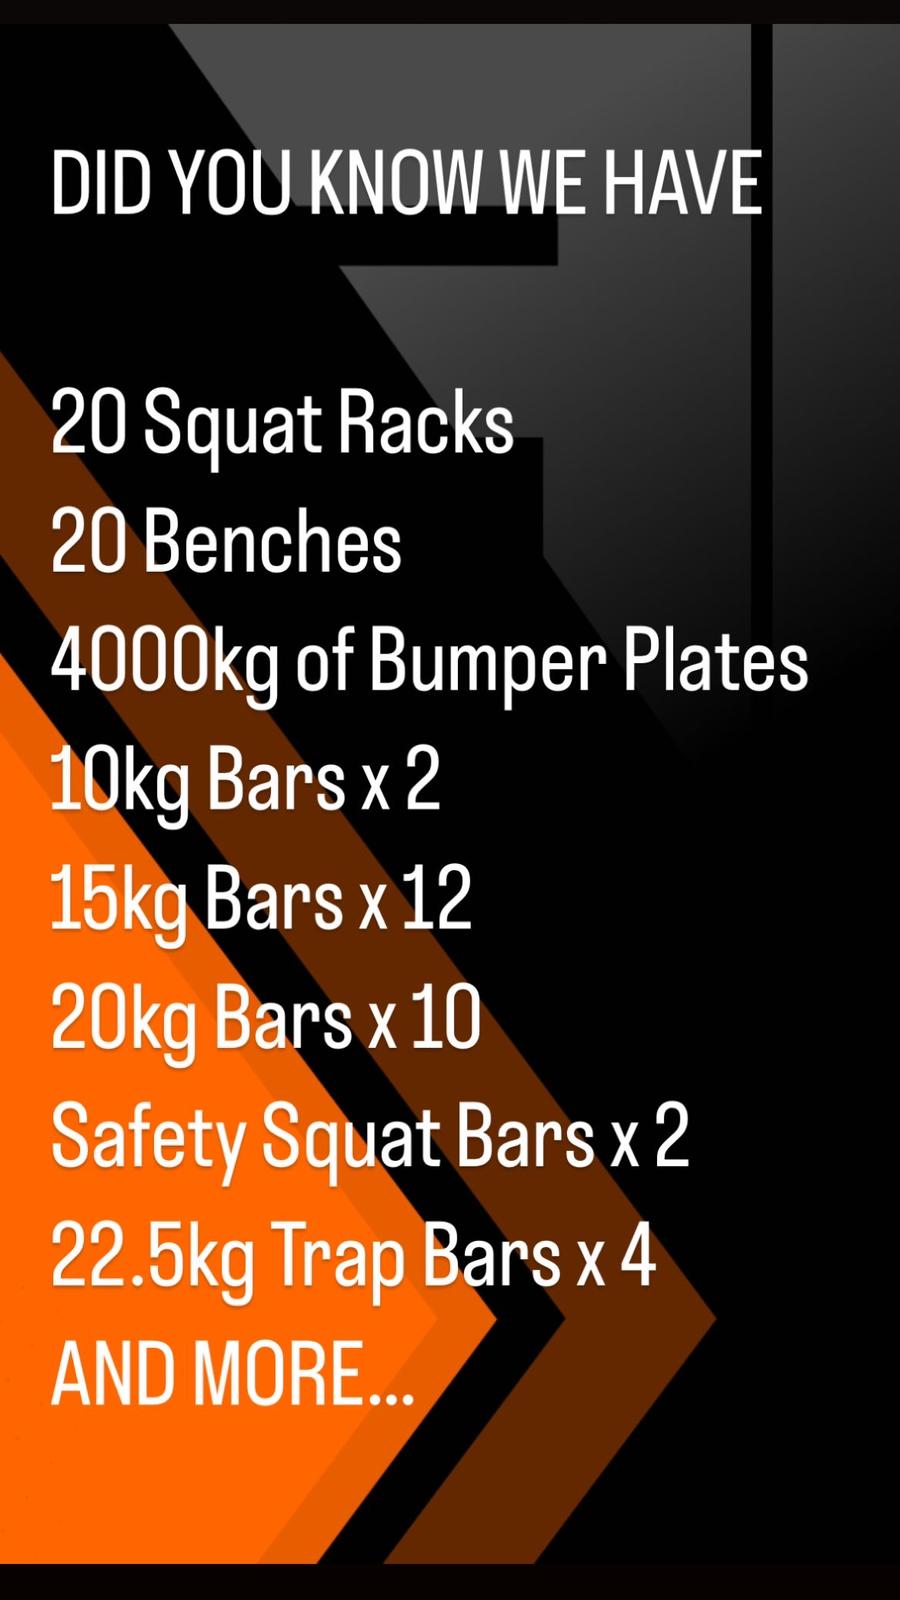 DID YOU KNOW WE HAVE
20 Squat Racks
20 Benches
4000kg of Bumper Plates
10kg Bars x 2
15kg Bars x 12
20kg Bars x 10
Safety Squat Bars x 2
22.5kg Trap Bars x 4
AND MORE...